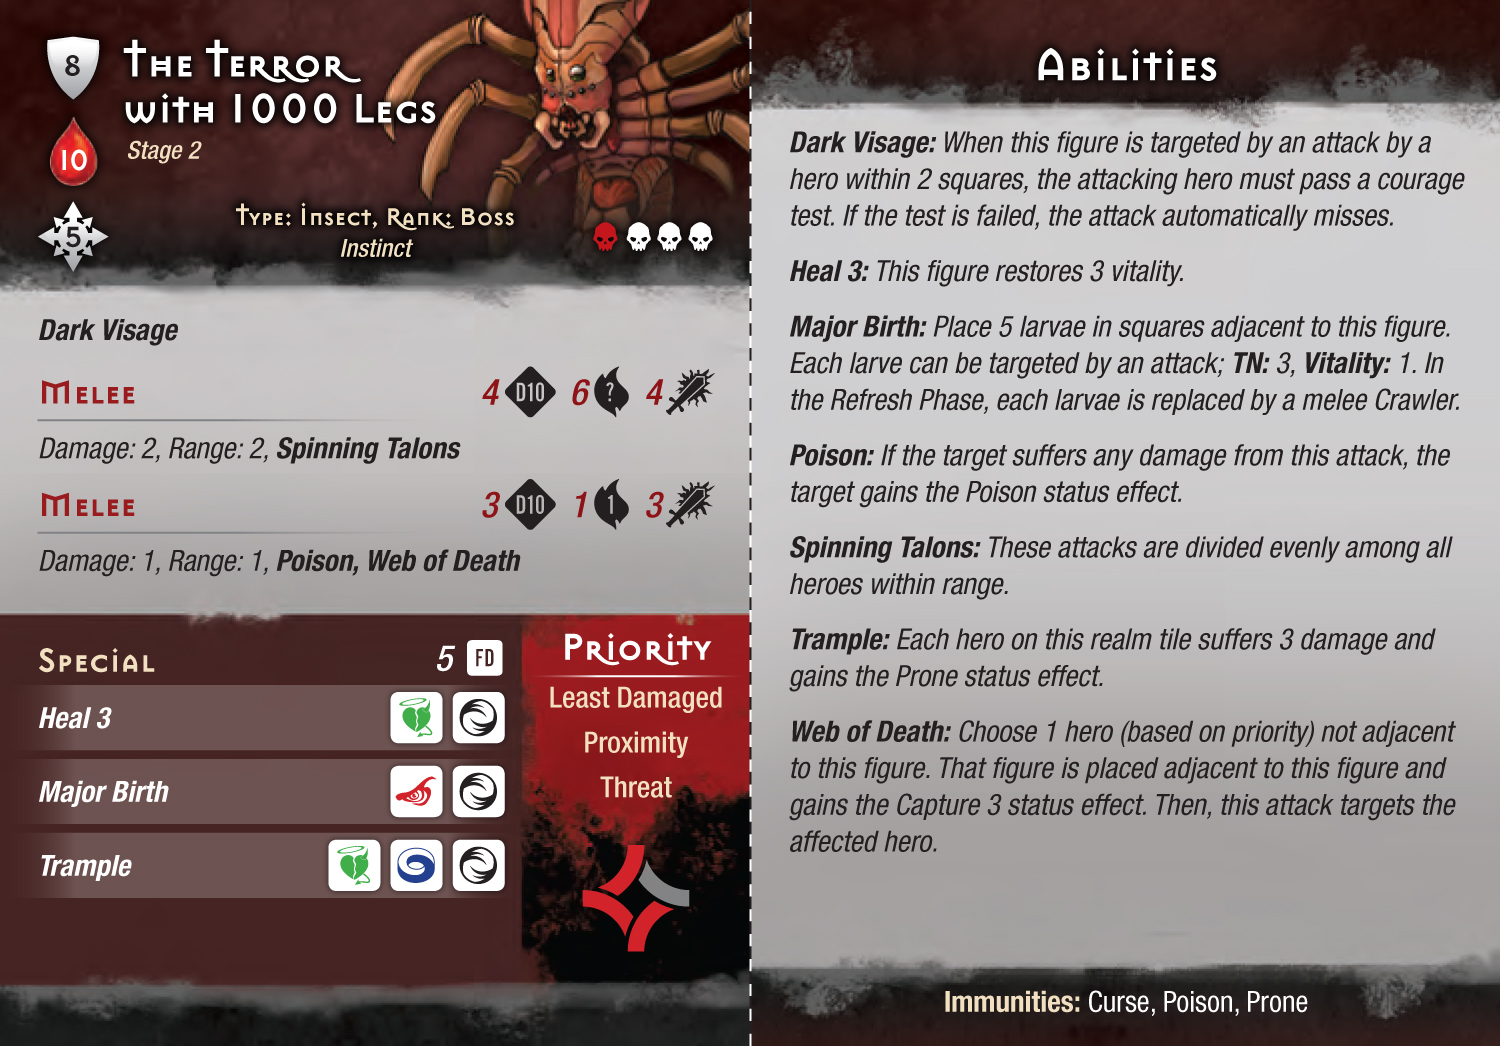 8
The Terror
with 1000 Legs
10
Stage 2
5
Type: Insect, Rank: Boss
Instinct
Dark Visage
Melee 4 D10 6 ? 4
Damage: 2, Range: 2, Spinning Talons
Melee 3 D10 1 1 3
Damage: 1, Range: 1, Poison, Web of Death
Special 5 FD
Heal 3
Major Birth
Trample
Priority
Least Damaged
Proximity
Threat
Abilities
Dark Visage: When this figure is targeted by an attack by a
hero within 2 squares, the attacking hero must pass a courage
test. If the test is failed, the attack automatically misses.
Heal 3: This figure restores 3 vitality.
Major Birth: Place 5 larvae in squares adjacent to this figure.
Each larve can be targeted by an attack; TN: 3, Vitality: 1. In
the Refresh Phase, each larvae is replaced by a melee Crawler.
Poison: If the target suffers any damage from this attack, the
target gains the Poison status effect.
Spinning Talons: These attacks are divided evenly among all
heroes within range.
Trample: Each hero on this realm tile suffers 3 damage and
gains the Prone status effect.
Web of Death: Choose 1 hero (based on priority) not adjacent
to this figure. That figure is placed adjacent to this figure and
gains the Capture 3 status effect. Then, this attack targets the
affected hero.
Immunities: Curse, Poison, Prone